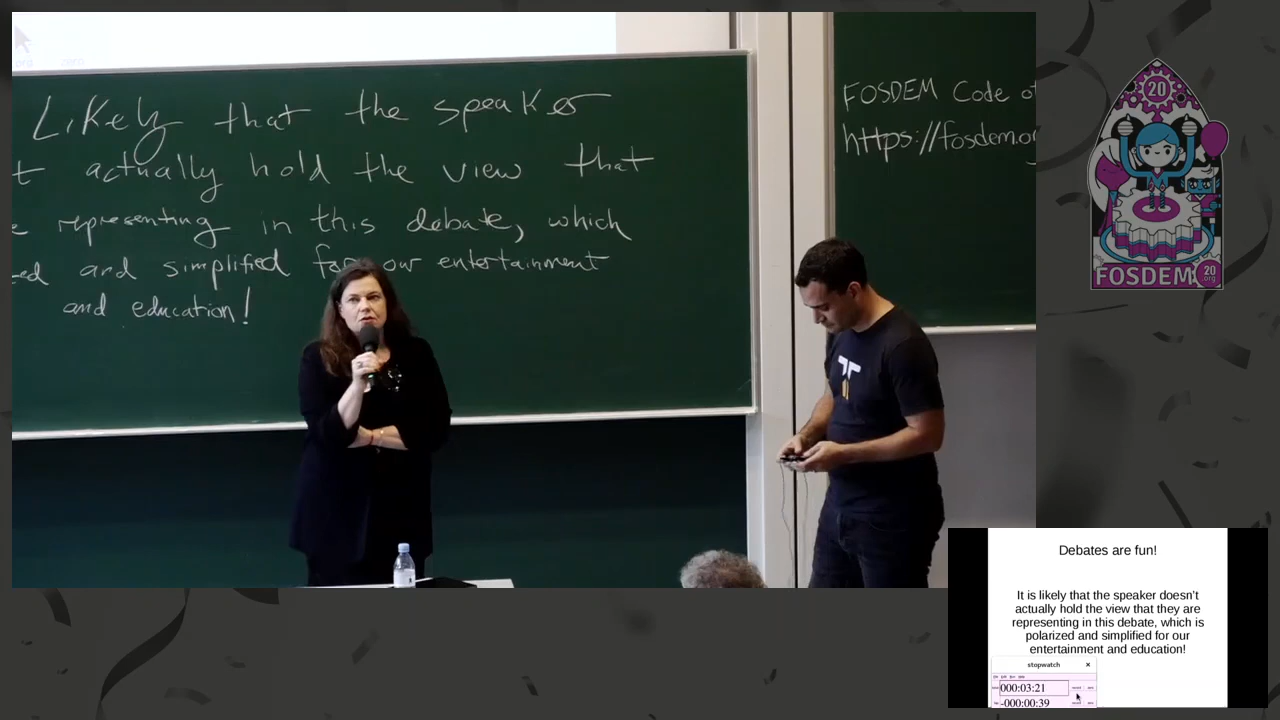 Likely that the speaker
t actually hold the view that
e representing in this debate, which
ed and simplified for our entertainment
and education!
FOSDEM Code o
https://fosdem.or
20
FOSDEM 20 .org
Debates are fun!
It is likely that the speaker doesn't
actually hold the view that they are
representing in this debate, which is
polarized and simplified for our
entertainment and education!
stopwatch
000:03:21
-000:00:39